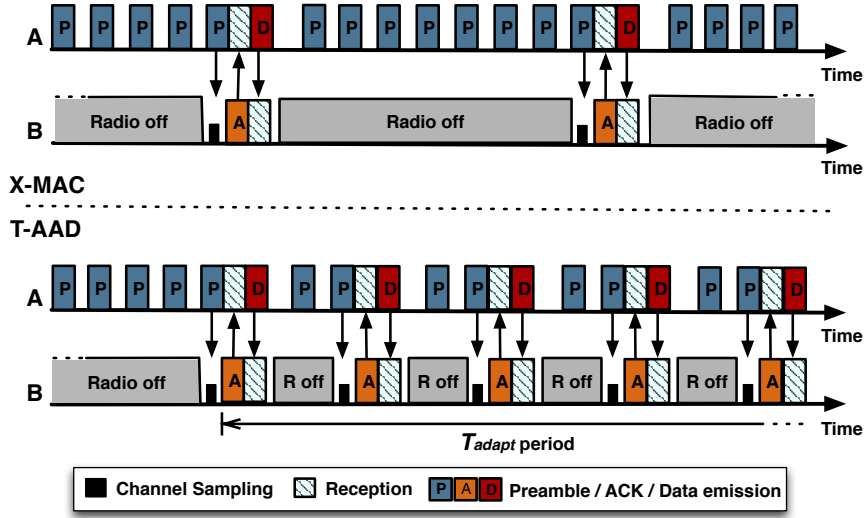 A P P P P P D P P P P P P P P D P P P P
Time
B Radio off A Radio off A Radio off
Time
X-MAC
T-AAD
A P P P P P D P P D P P D P P D P P D
Time
B Radio off A R off A R off A R off A R off A
Time
Tadapt period
Channel Sampling Reception P A D Preamble / ACK / Data emission